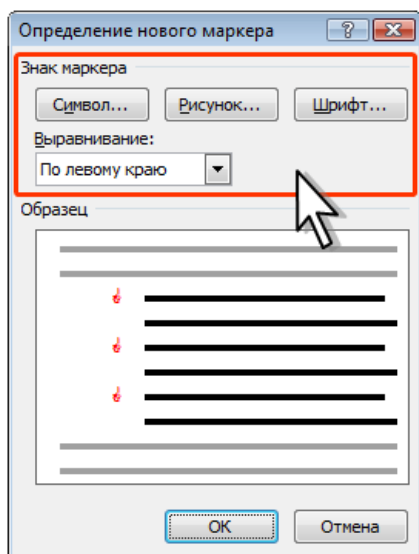 Определение нового маркера
Знак маркера
Символ... Рисунок... Шрифт...
Выравнивание:
По левому краю
Образец
ОК Отмена